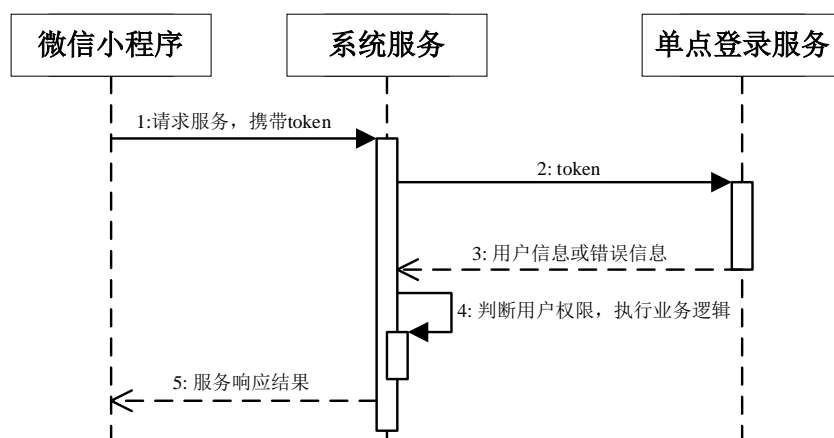 微信小程序
系统服务
单点登录服务
1:请求服务，携带token
2: token
3: 用户信息或错误信息
4: 判断用户权限，执行业务逻辑
5: 服务响应结果